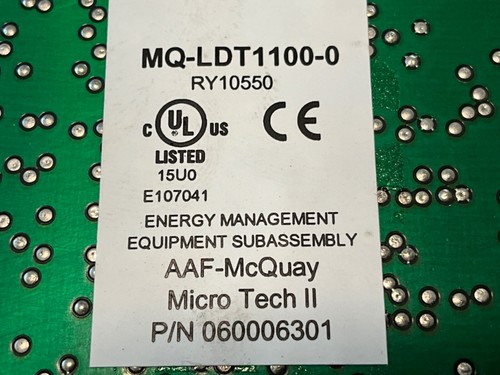 MQ-LDT1100-0
RY10550
C UL US CE
LISTED
15U0
E107041
ENERGY MANAGEMENT
EQUIPMENT SUBASSEMBLY
AAF-McQuay
Micro Tech II
P/N 060006301